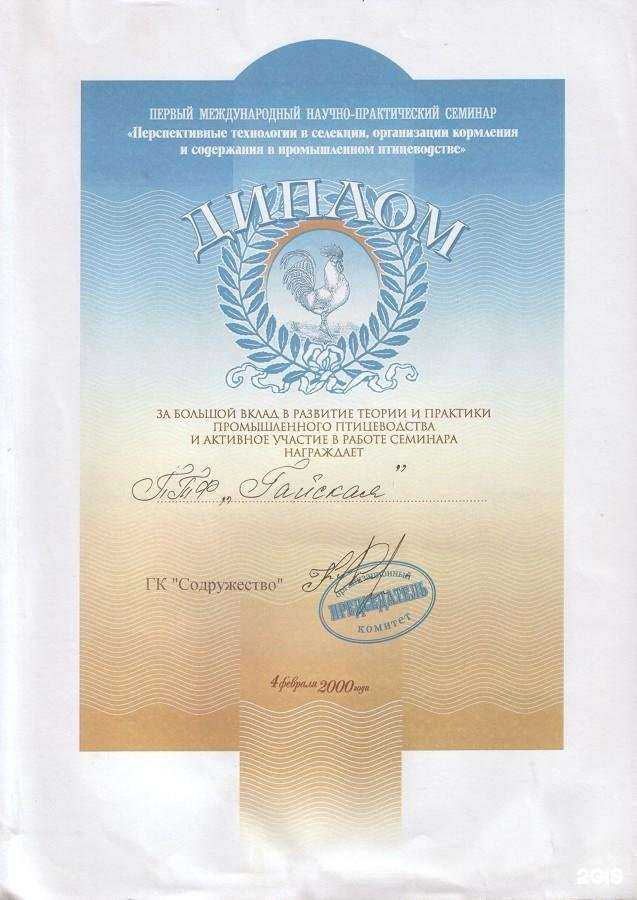 ПЕРВЫЙ МЕЖДУНАРОДНЫЙ НАУЧНО-ПРАКТИЧЕСКИЙ СЕМИНАР
«Перспективные технологии в селекции, организации кормления
и содержания в промышленном птицеводстве»
ДИПЛОМ
ЗА БОЛЬШОЙ ВКЛАД В РАЗВИТИЕ ТЕОРИИ И ПРАКТИКИ
ПРОМЫШЛЕННОГО ПТИЦЕВОДСТВА
И АКТИВНОЕ УЧАСТИЕ В РАБОТЕ СЕМИНАРА
НАГРАЖДАЕТ
ПТФ „Гайская”
ГК "Содружество"
организационный
ПРЕДСЕДАТЕЛЬ
комитет
4 февраля 2000 года